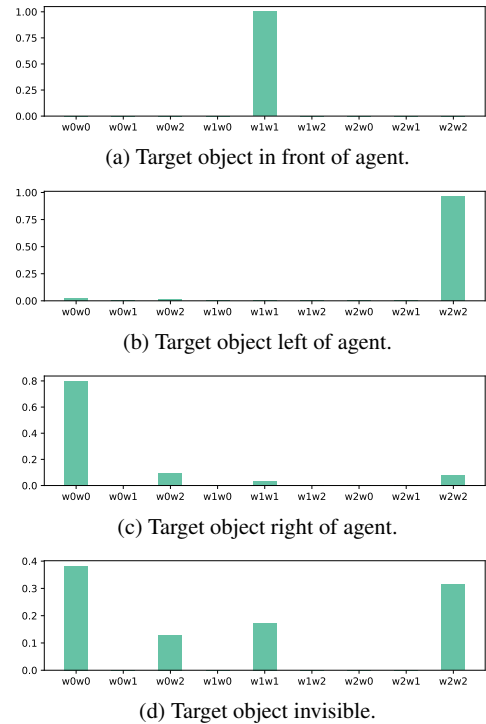 1.00
0.75
0.50
0.25
0.00
w0w0 w0w1 w0w2 w1w0 w1w1 w1w2 w2w0 w2w1 w2w2
(a) Target object in front of agent.
1.00
0.75
0.50
0.25
0.00
w0w0 w0w1 w0w2 w1w0 w1w1 w1w2 w2w0 w2w1 w2w2
(b) Target object left of agent.
0.8
0.6
0.4
0.2
0.0
w0w0 w0w1 w0w2 w1w0 w1w1 w1w2 w2w0 w2w1 w2w2
(c) Target object right of agent.
0.4
0.3
0.2
0.1
0.0
w0w0 w0w1 w0w2 w1w0 w1w1 w1w2 w2w0 w2w1 w2w2
(d) Target object invisible.